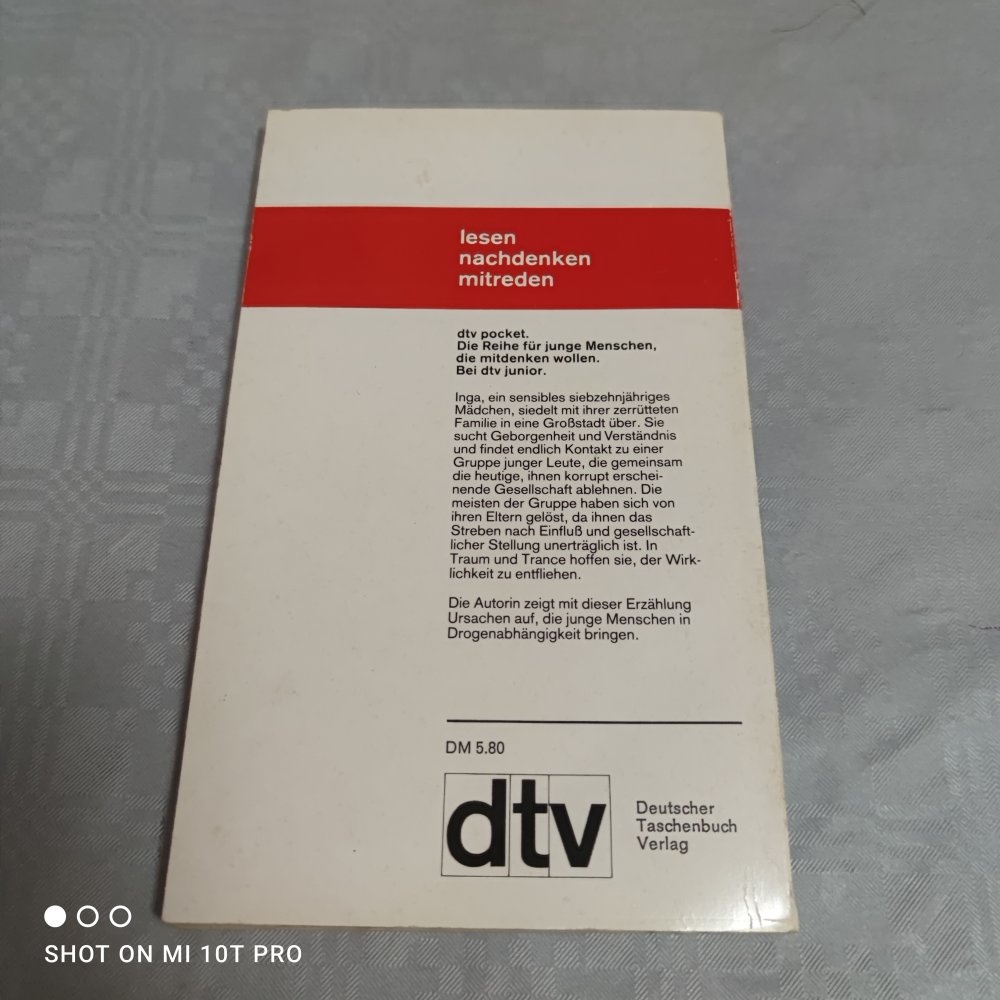 lesen
nachdenken
mitreden
dtv pocket.
Die Reihe für junge Menschen,
die mitdenken wollen.
Bei dtv junior.
Inga, ein sensibles siebzehnjähriges
Mädchen, siedelt mit ihrer zerrütteten
Familie in eine Großstadt über. Sie
sucht Geborgenheit und Verständnis
und findet endlich Kontakt zu einer
Gruppe junger Leute, die gemeinsam
die heutige, ihnen korrupt erschei-
nende Gesellschaft ablehnen. Die
meisten der Gruppe haben sich von
ihren Eltern gelöst, da ihnen das
Streben nach Einfluß und gesellschaft-
licher Stellung unerträglich ist. In
Traum und Trance hoffen sie, der Wirk-
lichkeit zu entfliehen.
Die Autorin zeigt mit dieser Erzählung
Ursachen auf, die junge Menschen in
Drogenabhängigkeit bringen.
DM 5.80
dtv
Deutscher
Taschenbuch
Verlag
SHOT ON MI 10T PRO